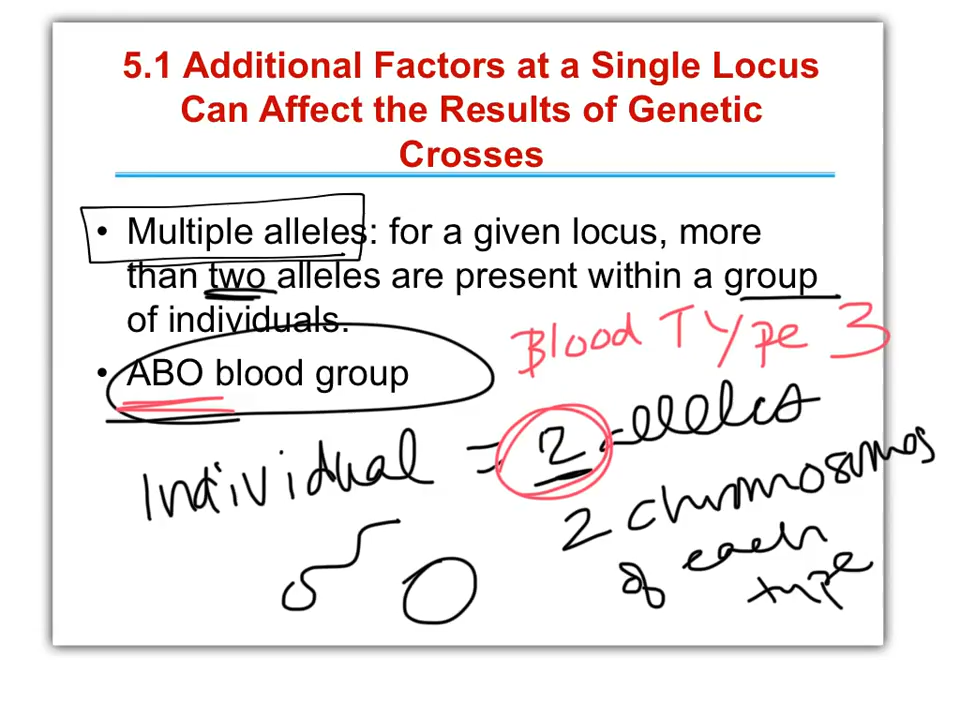 5.1 Additional Factors at a Single Locus
Can Affect the Results of Genetic
Crosses
• Multiple alleles: for a given locus, more
than two alleles are present within a group
of individuals.
Blood Type 3
• ABO blood group
Individual = 2 alleles
2 chromosomos
of each
type